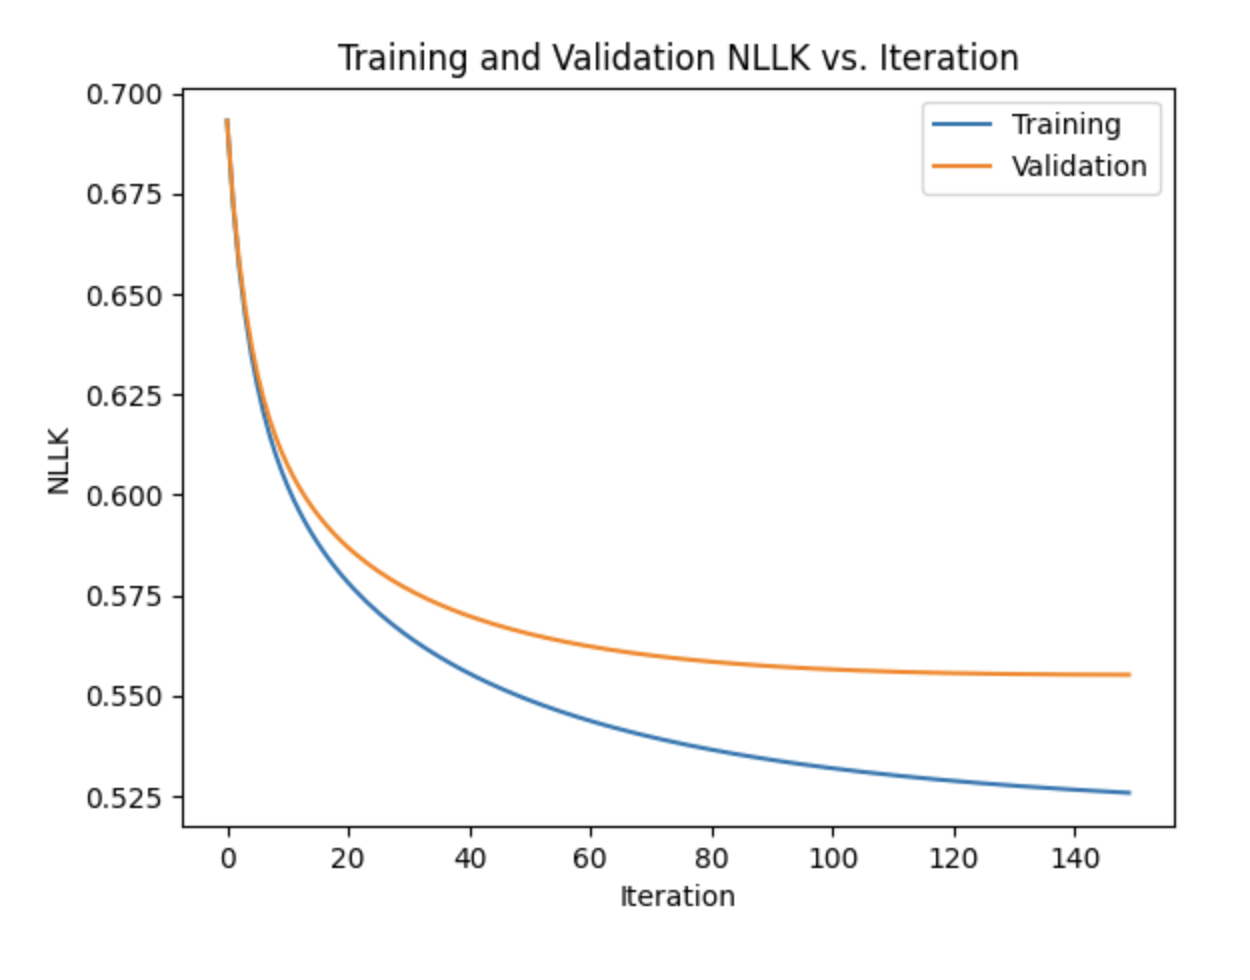 Training and Validation NLLK vs. Iteration
0.700
0.675
0.650
0.625
0.600
0.575
0.550
0.525
NLLK
Training
Validation
0 20 40 60 80 100 120 140
Iteration